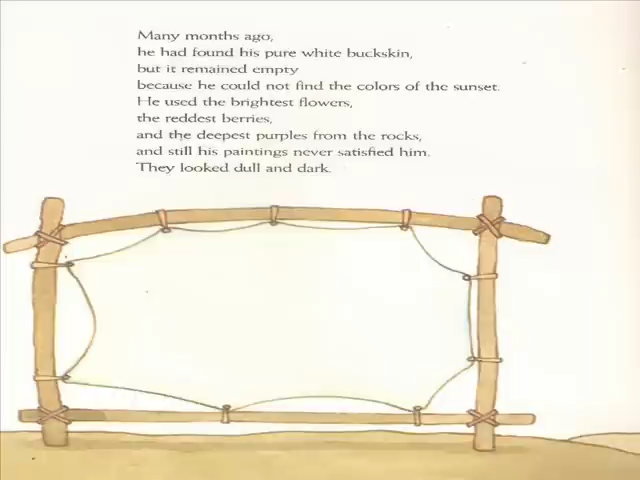 Many months ago,
he had found his pure white buckskin,
but it remained empty
because he could not find the colors of the sunset.
He used the brightest flowers,
the reddest berries,
and the deepest purples from the rocks,
and still his paintings never satisfied him.
They looked dull and dark.